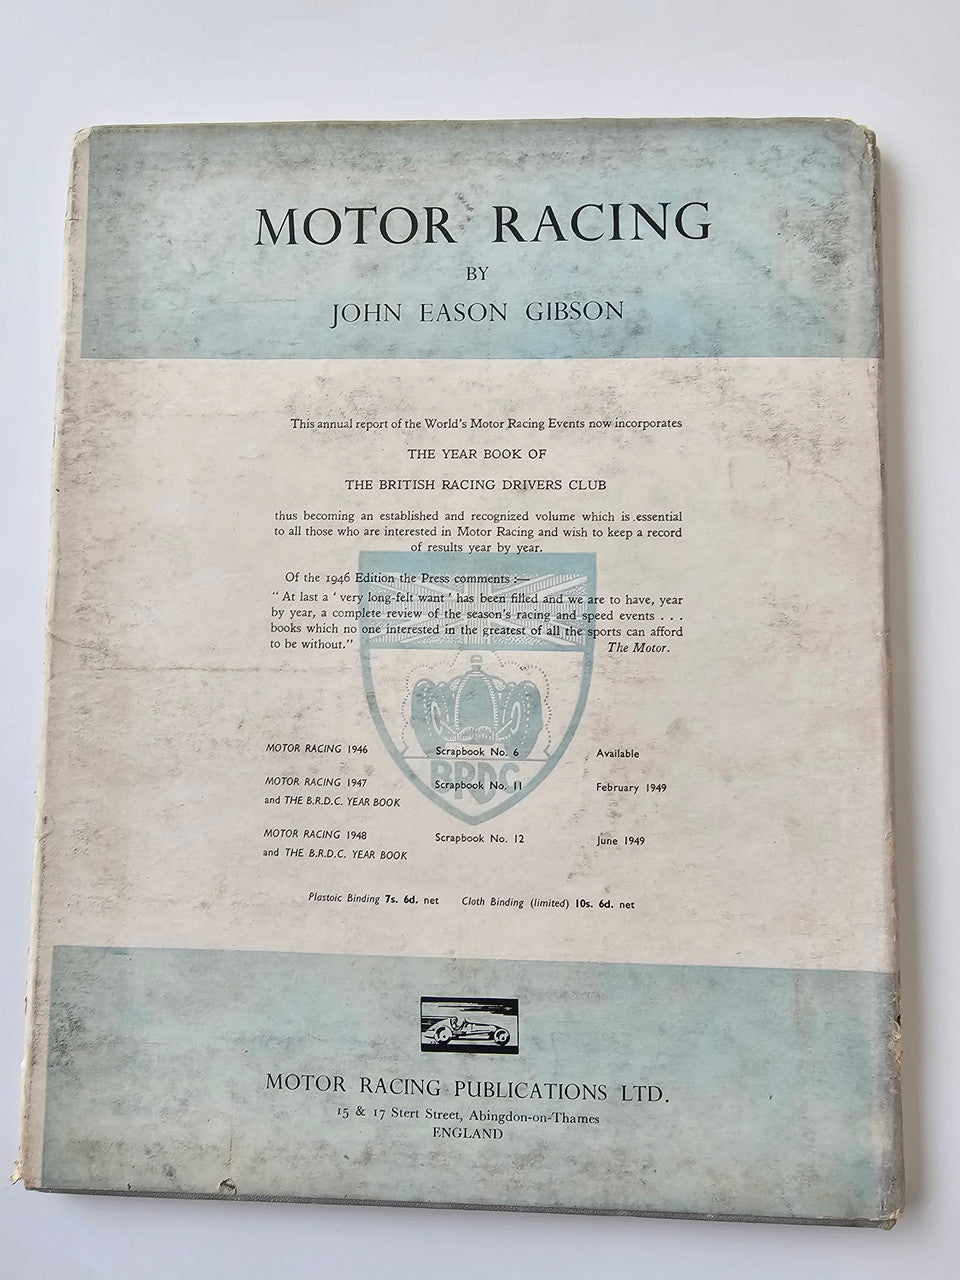 MOTOR RACING
BY
JOHN EASON GIBSON
This annual report of the World's Motor Racing Events now incorporates
THE YEAR BOOK OF
THE BRITISH RACING DRIVERS CLUB
thus becoming an established and recognized volume which is essential
to all those who are interested in Motor Racing and wish to keep a record
of results year by year.
Of the 1946 Edition the Press comments :—
"At last a ' very long-felt want ' has been filled and we are to have, year
by year, a complete review of the season's racing and speed events . . .
books which no one interested in the greatest of all the sports can afford
to be without." The Motor.
MOTOR RACING 1946 Scrapbook No. 6 Available
BRDC
MOTOR RACING 1947 Scrapbook No. 11 February 1949
and THE B.R.D.C. YEAR BOOK
MOTOR RACING 1948 Scrapbook No. 12 June 1949
and THE B.R.D.C. YEAR BOOK
Plastoic Binding 7s. 6d. net Cloth Binding (limited) 10s. 6d. net
MOTOR RACING PUBLICATIONS LTD.
15 & 17 Stert Street, Abingdon-on-Thames
ENGLAND